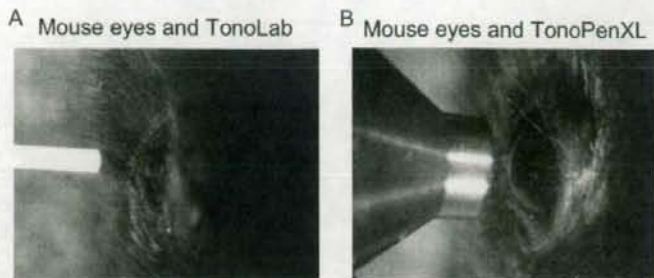 A Mouse eyes and TonoLab
B Mouse eyes and TonoPenXL